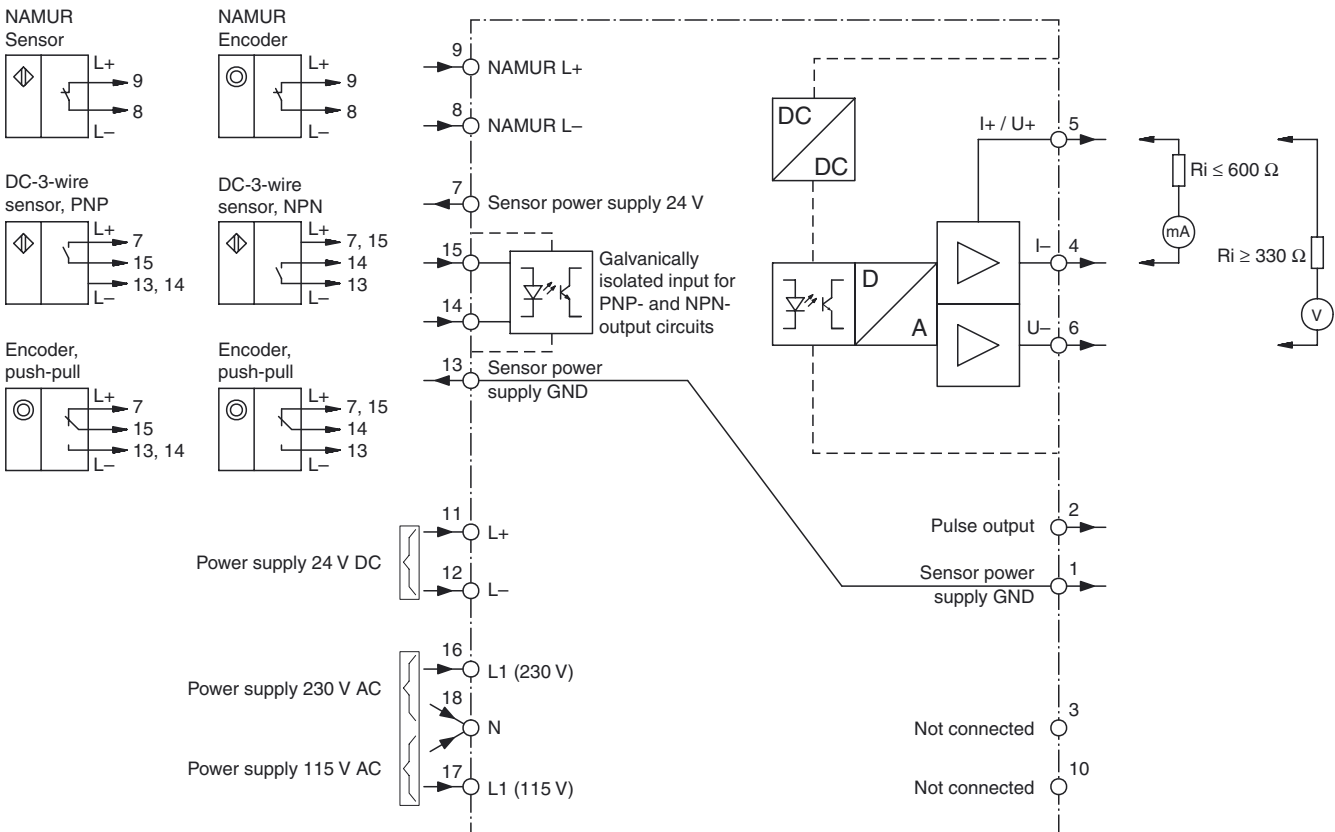 NAMUR
Sensor
L+
9
8
L–
NAMUR
Encoder
L+
9
8
L–
DC-3-wire
sensor, PNP
L+
7
15
13, 14
L–
DC-3-wire
sensor, NPN
L+
7, 15
14
13
L–
Encoder,
push-pull
L+
7
15
13, 14
L–
Encoder,
push-pull
L+
7, 15
14
13
L–
9
NAMUR L+
8
NAMUR L–
7
Sensor power supply 24 V
15
14
Galvanically
isolated input for
PNP- and NPN-
output circuits
13
Sensor power
supply GND
Power supply 24 V DC
11
L+
12
L–
Power supply 230 V AC
16
L1 (230 V)
18
N
Power supply 115 V AC
17
L1 (115 V)
DC
DC
D
A
I+ / U+
5
I–
4
U–
6
Ri ≤ 600 Ω
mA
Ri ≥ 330 Ω
V
Pulse output
2
Sensor power
supply GND
1
Not connected
3
Not connected
10